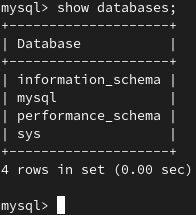 mysql> show databases;
+--------------------+
| Database           |
+--------------------+
| information_schema |
| mysql              |
| performance_schema |
| sys                |
+--------------------+
4 rows in set (0.00 sec)
mysql>